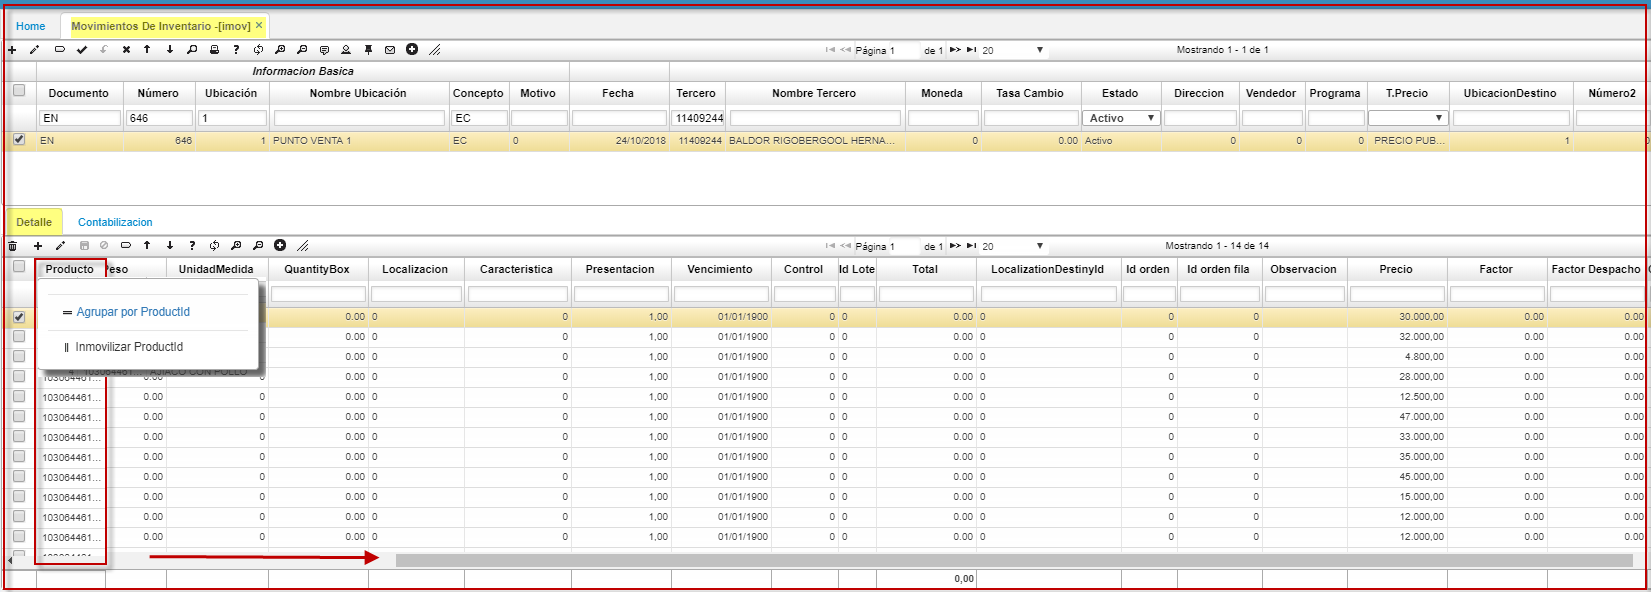 Home Movimientos De Inventario -[imov] ×
Página 1 de 1 20 Mostrando 1 - 1 de 1
Informacion Basica
Documento Número Ubicación Nombre Ubicación Concepto Motivo Fecha Tercero Nombre Tercero Moneda Tasa Cambio Estado Direccion Vendedor Programa T.Precio UbicacionDestino Número2
EN 646 1 EC 11409244 Activo
EN 646 1 PUNTO VENTA 1 EC 0 24/10/2018 11409244 BALDOR RIGOBERGOOL HERNA... 0 0.00 Activo 0 0 0 PRECIO PUB... 1 0
Detalle Contabilizacion
Página 1 de 1 20 Mostrando 1 - 14 de 14
Producto Peso UnidadMedida QuantityBox Localizacion Caracteristica Presentacion Vencimiento Control Id Lote Total LocalizationDestinyId Id orden Id orden fila Observacion Precio Factor Factor Despacho
Agrupar por ProductId
Inmovilizar ProductId
0.00 0 0 1,00 01/01/1900 0 0 0.00 0 0 0 30.000,00 0.00 0.00
0.00 0 0 1,00 01/01/1900 0 0 0.00 0 0 0 32.000,00 0.00 0.00
0.00 0 0 1,00 01/01/1900 0 0 0.00 0 0 0 4.800,00 0.00 0.00
4 103064461... AJIACO CON POLLO
103064461... 0.00 0 0.00 0 0 1,00 01/01/1900 0 0 0.00 0 0 0 28.000,00 0.00 0.00
103064461... 0.00 0 0.00 0 0 1,00 01/01/1900 0 0 0.00 0 0 0 12.500,00 0.00 0.00
103064461... 0.00 0 0.00 0 0 1,00 01/01/1900 0 0 0.00 0 0 0 47.000,00 0.00 0.00
103064461... 0.00 0 0.00 0 0 1,00 01/01/1900 0 0 0.00 0 0 0 33.000,00 0.00 0.00
103064461... 0.00 0 0.00 0 0 1,00 01/01/1900 0 0 0.00 0 0 0 35.000,00 0.00 0.00
103064461... 0.00 0 0.00 0 0 1,00 01/01/1900 0 0 0.00 0 0 0 45.000,00 0.00 0.00
103064461... 0.00 0 0.00 0 0 1,00 01/01/1900 0 0 0.00 0 0 0 15.000,00 0.00 0.00
103064461... 0.00 0 0.00 0 0 1,00 01/01/1900 0 0 0.00 0 0 0 12.000,00 0.00 0.00
103064461... 0.00 0 0.00 0 0 1,00 01/01/1900 0 0 0.00 0 0 0 12.000,00 0.00 0.00
0,00